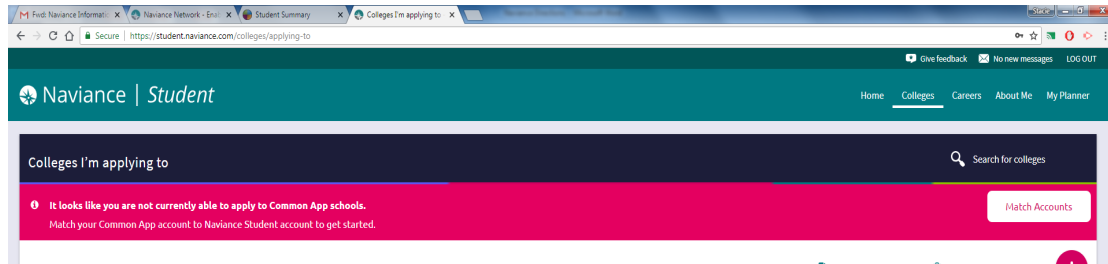 Fwd: Naviance Informatio
Naviance Network - Enab
Student Summary
Colleges I'm applying to
Secure | https://student.naviance.com/colleges/applying-to
Give feedback No new messages LOG OUT
Naviance | Student
Home Colleges Careers About Me My Planner
Colleges I'm applying to
Search for colleges
It looks like you are not currently able to apply to Common App schools.
Match your Common App account to Naviance Student account to get started.
Match Accounts